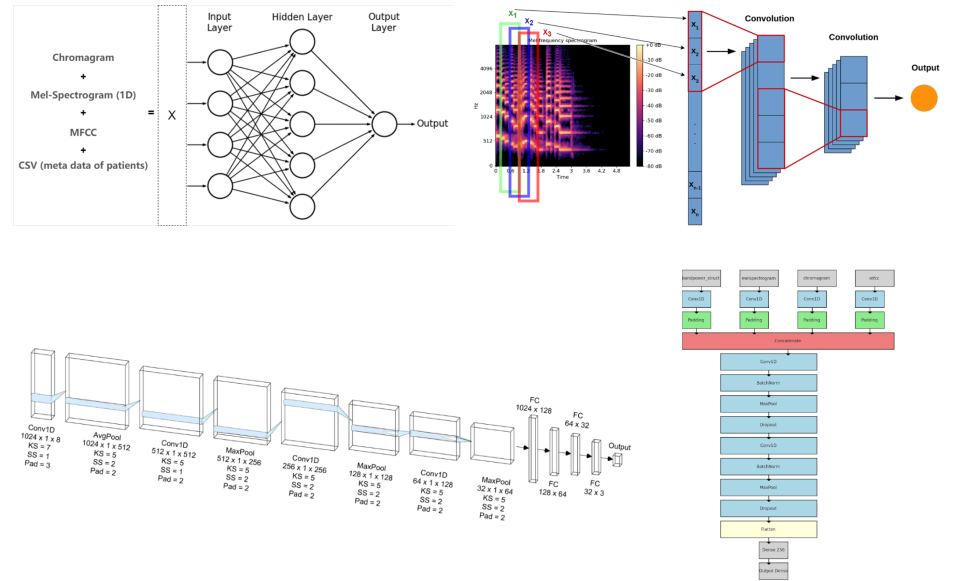 Input
Layer
Hidden Layer
Output
Layer
Chromagram
+
Mel-Spectrogram (1D)
+
MFCC
+
CSV (meta data of patients)
=
X
Output
X1
X2
X3
Mel-frequency spectrogram
4096
2048
1024
512
0
Hz
0
0.6
1.2
1.8
2.4
3
3.6
4.2
4.8
Time
+0 dB
-10 dB
-20 dB
-30 dB
-40 dB
-50 dB
-60 dB
-70 dB
-80 dB
X1
X2
X3
.
.
.
Xn-1
Xn
Convolution
Convolution
Output
Conv1D
1024 x 1 x 8
KS = 7
SS = 1
Pad = 3
AvgPool
1024 x 1 x 512
KS = 5
SS = 2
Pad = 2
Conv1D
512 x 1 x 512
KS = 5
SS = 1
Pad = 2
MaxPool
512 x 1 x 256
KS = 5
SS = 2
Pad = 2
Conv1D
256 x 1 x 256
KS = 5
SS = 2
Pad = 2
MaxPool
128 x 1 x 128
KS = 5
SS = 2
Pad = 2
Conv1D
64 x 1 x 128
KS = 5
SS = 2
Pad = 2
MaxPool
32 x 1 x 64
KS = 5
SS = 2
Pad = 2
FC
1024 x 128
FC
128 x 64
FC
64 x 32
FC
32 x 3
Output
melspectrogram
chromagram
mfcc
Conv1D
Conv1D
Conv1D
Conv1D
Padding
Padding
Padding
Padding
Concatenate
Conv1D
BatchNorm
MaxPool
Dropout
Conv1D
BatchNorm
MaxPool
Dropout
Flatten
Dense 256
Output Dense